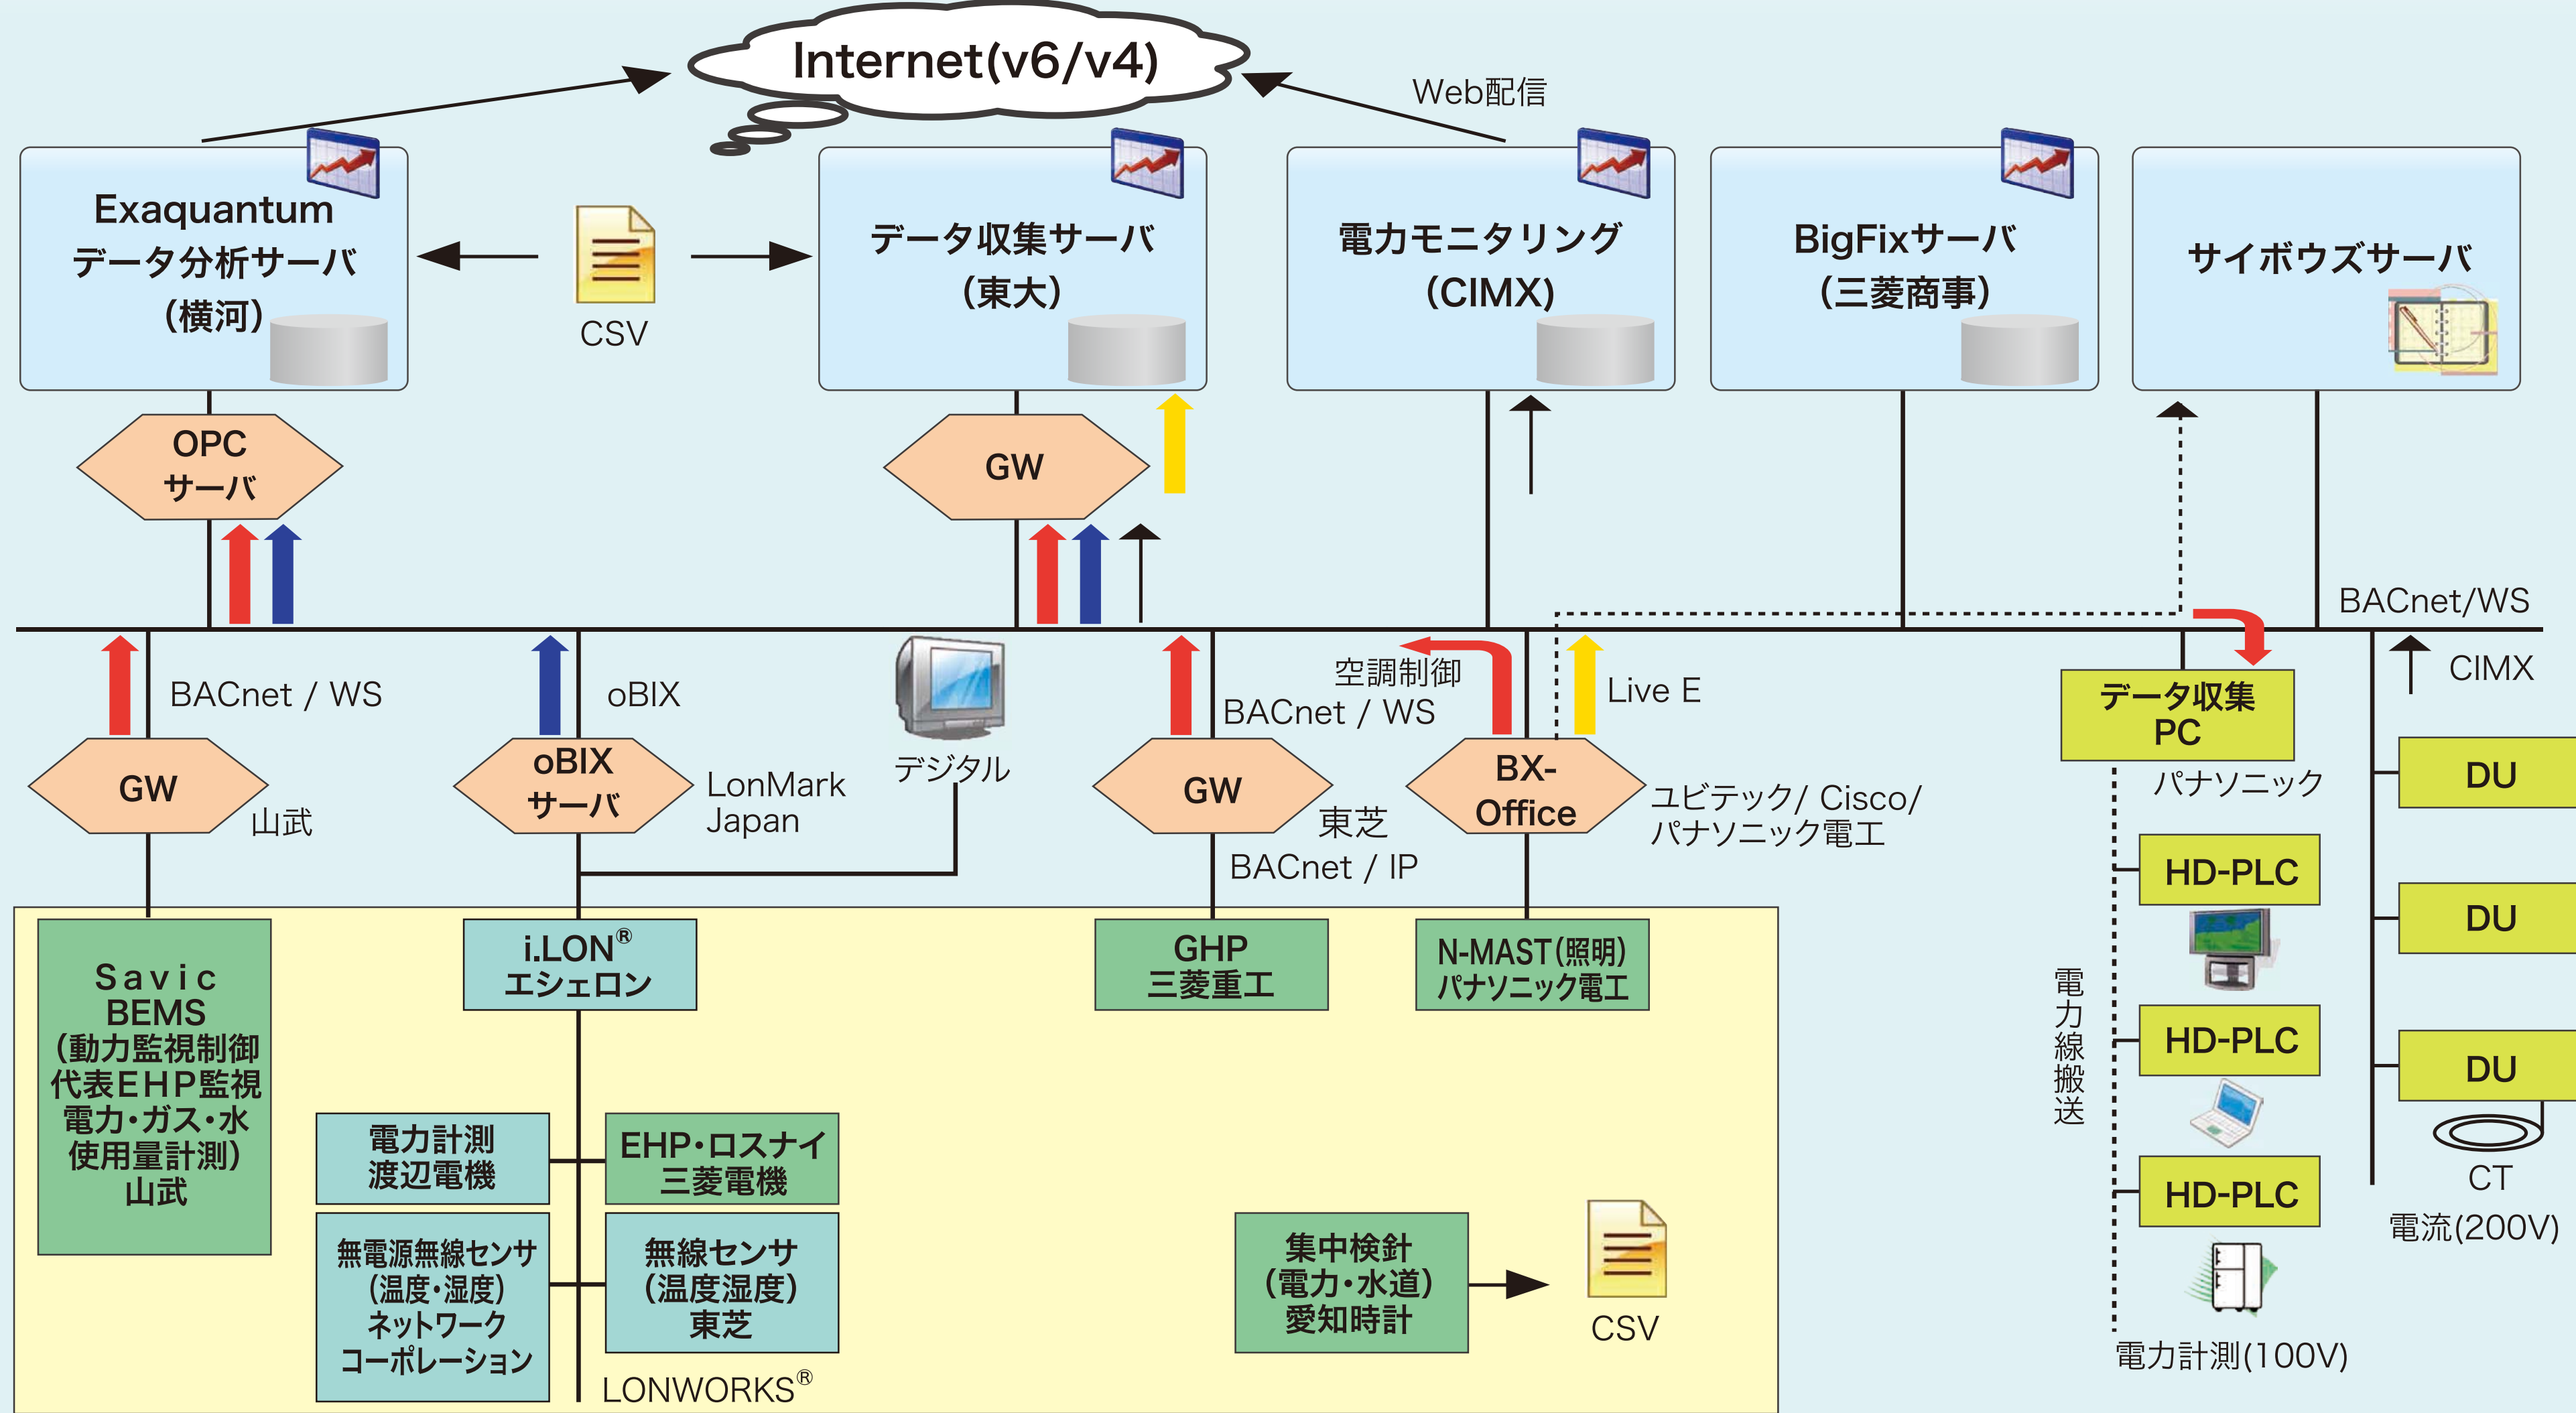 Internet(v6/v4)
Web配信
Exaquantum
データ分析サーバ
(横河)
CSV
データ収集サーバ
(東大)
電力モニタリング
(CIMX)
BigFixサーバ
(三菱商事)
サイボウズサーバ
OPC
サーバ
GW
BACnet/WS
BACnet / WS
oBIX
デジタル
空調制御
BACnet / WS
Live E
CIMX
GW
山武
oBIX
サーバ
LonMark
Japan
GW
東芝
BACnet / IP
BX-
Office
ユビテック/ Cisco/
パナソニック電工
データ収集
PC
パナソニック
DU
DU
DU
CT
電流(200V)
HD-PLC
HD-PLC
HD-PLC
電力線搬送
電力計測(100V)
Savic
BEMS
(動力監視制御
代表EHP監視
電力・ガス・水
使用量計測)
山武
i.LON®
エシェロン
GHP
三菱重工
N-MAST(照明)
パナソニック電工
電力計測
渡辺電機
EHP・ロスナイ
三菱電機
無電源無線センサ
(温度・湿度)
ネットワーク
コーポレーション
無線センサ
(温度湿度)
東芝
LONWORKS®
集中検針
(電力・水道)
愛知時計
CSV